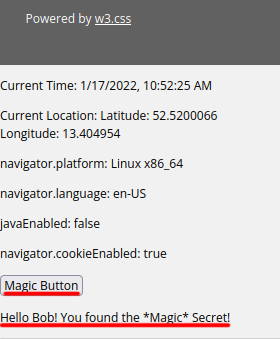 Powered by w3.css
Current Time: 1/17/2022, 10:52:25 AM
Current Location: Latitude: 52.5200066
Longitude: 13.404954
navigator.platform: Linux x86_64
navigator.language: en-US
javaEnabled: false
navigator.cookieEnabled: true
Magic Button
Hello Bob! You found the *Magic* Secret!